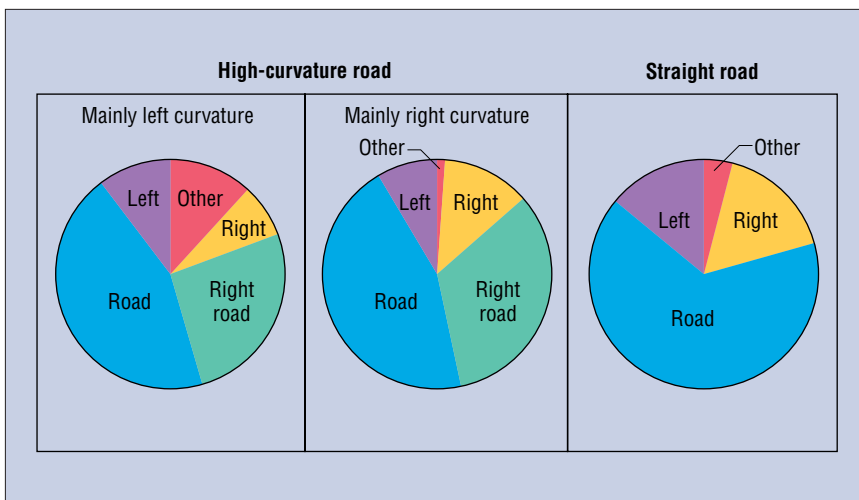 High-curvature road
Straight road
Mainly left curvature
Mainly right curvature
Other
Left
Other
Right
Road
Right
road
Left
Right
Road
Right
road
Other
Left
Right
Road